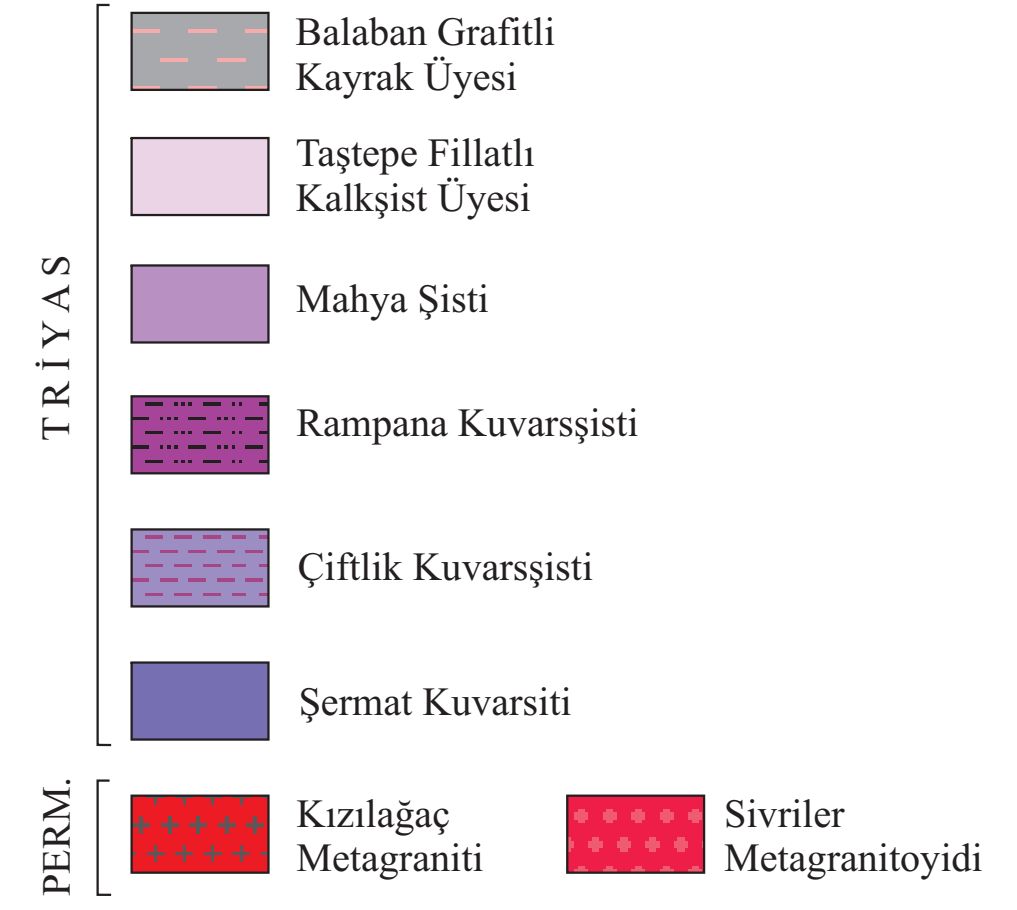 TRİYAS
Balaban Grafitli
Kayrak Üyesi
Taştepe Fillatlı
Kalkşist Üyesi
Mahya Şisti
Rampana Kuvarsşisti
Çiftlik Kuvarsşisti
Şermat Kuvarsiti
PERM.
Kızılağaç
Metagraniti
Sivriler
Metagranitoyidi